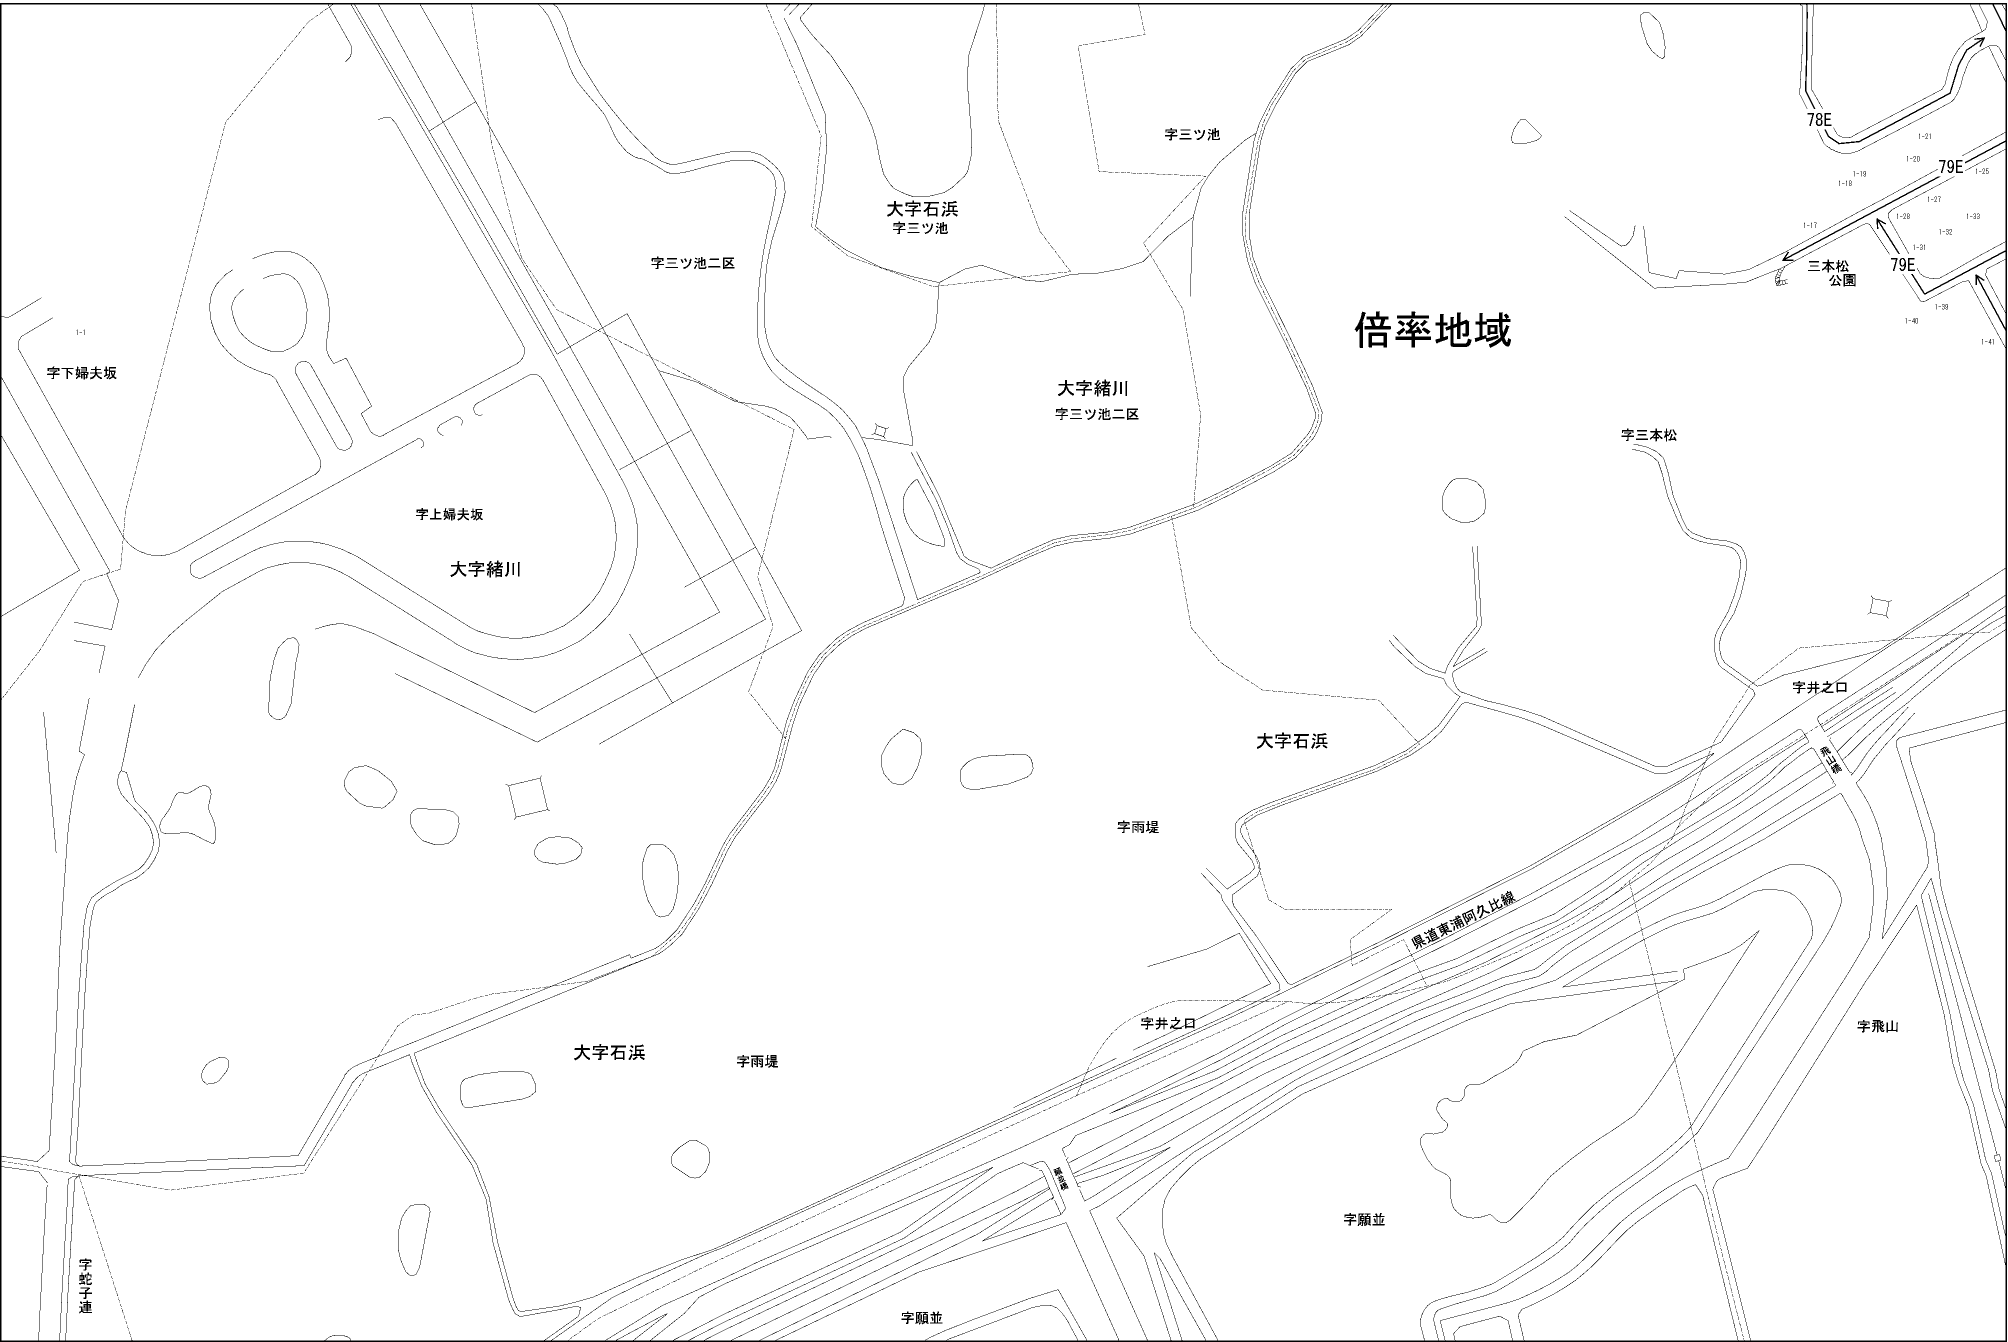 78E
1-21
字三ツ池
1-20
79E
1-19
1-25
1-18
1-27
大字石浜
字三ツ池
1-28
1-33
1-17
1-32
1-31
字三ツ池二区
79E
三本松
公園
1-39
1-40
倍率地域
1-1
1-41
字下婦夫坂
大字緒川
字三ツ池二区
字三本松
字上婦夫坂
大字緒川
字井之口
大字石浜
飛山橋
字雨堤
県道東浦阿久比線
字井之口
字飛山
大字石浜
字雨堤
願並橋
字願並
字蛇子連
字願並